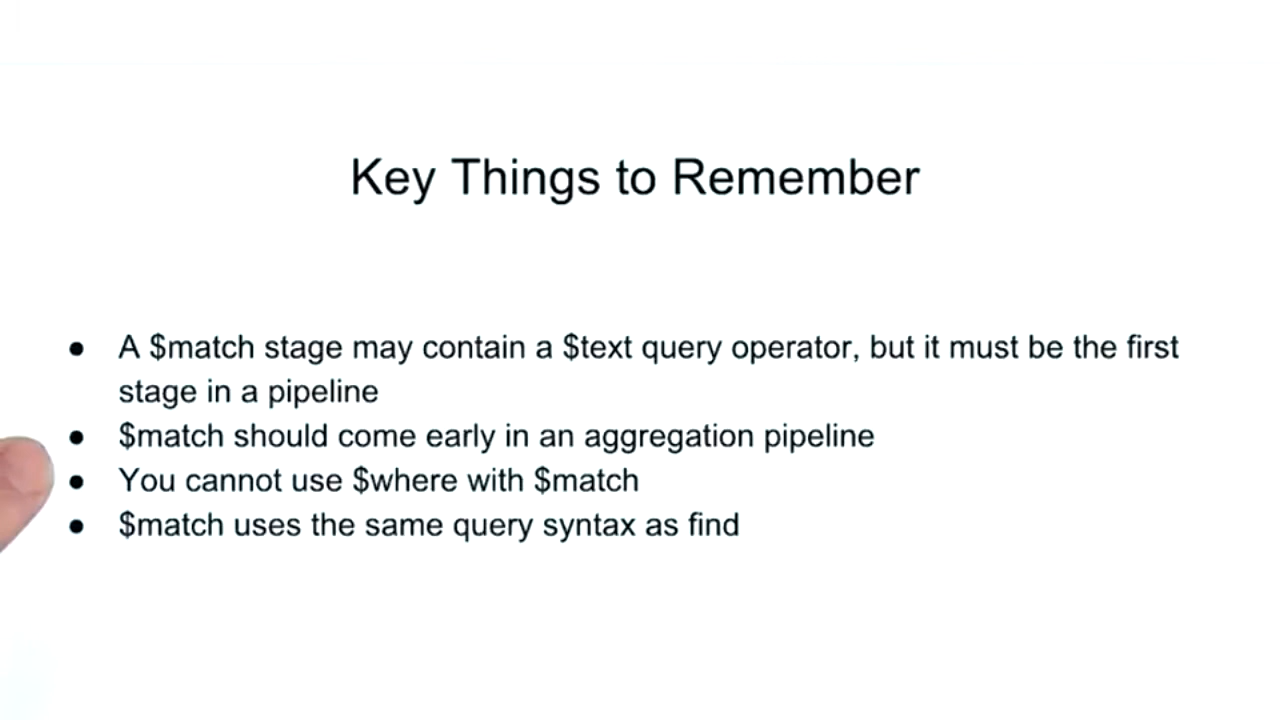 Key Things to Remember
● A $match stage may contain a $text query operator, but it must be the first
stage in a pipeline
● $match should come early in an aggregation pipeline
● You cannot use $where with $match
● $match uses the same query syntax as find